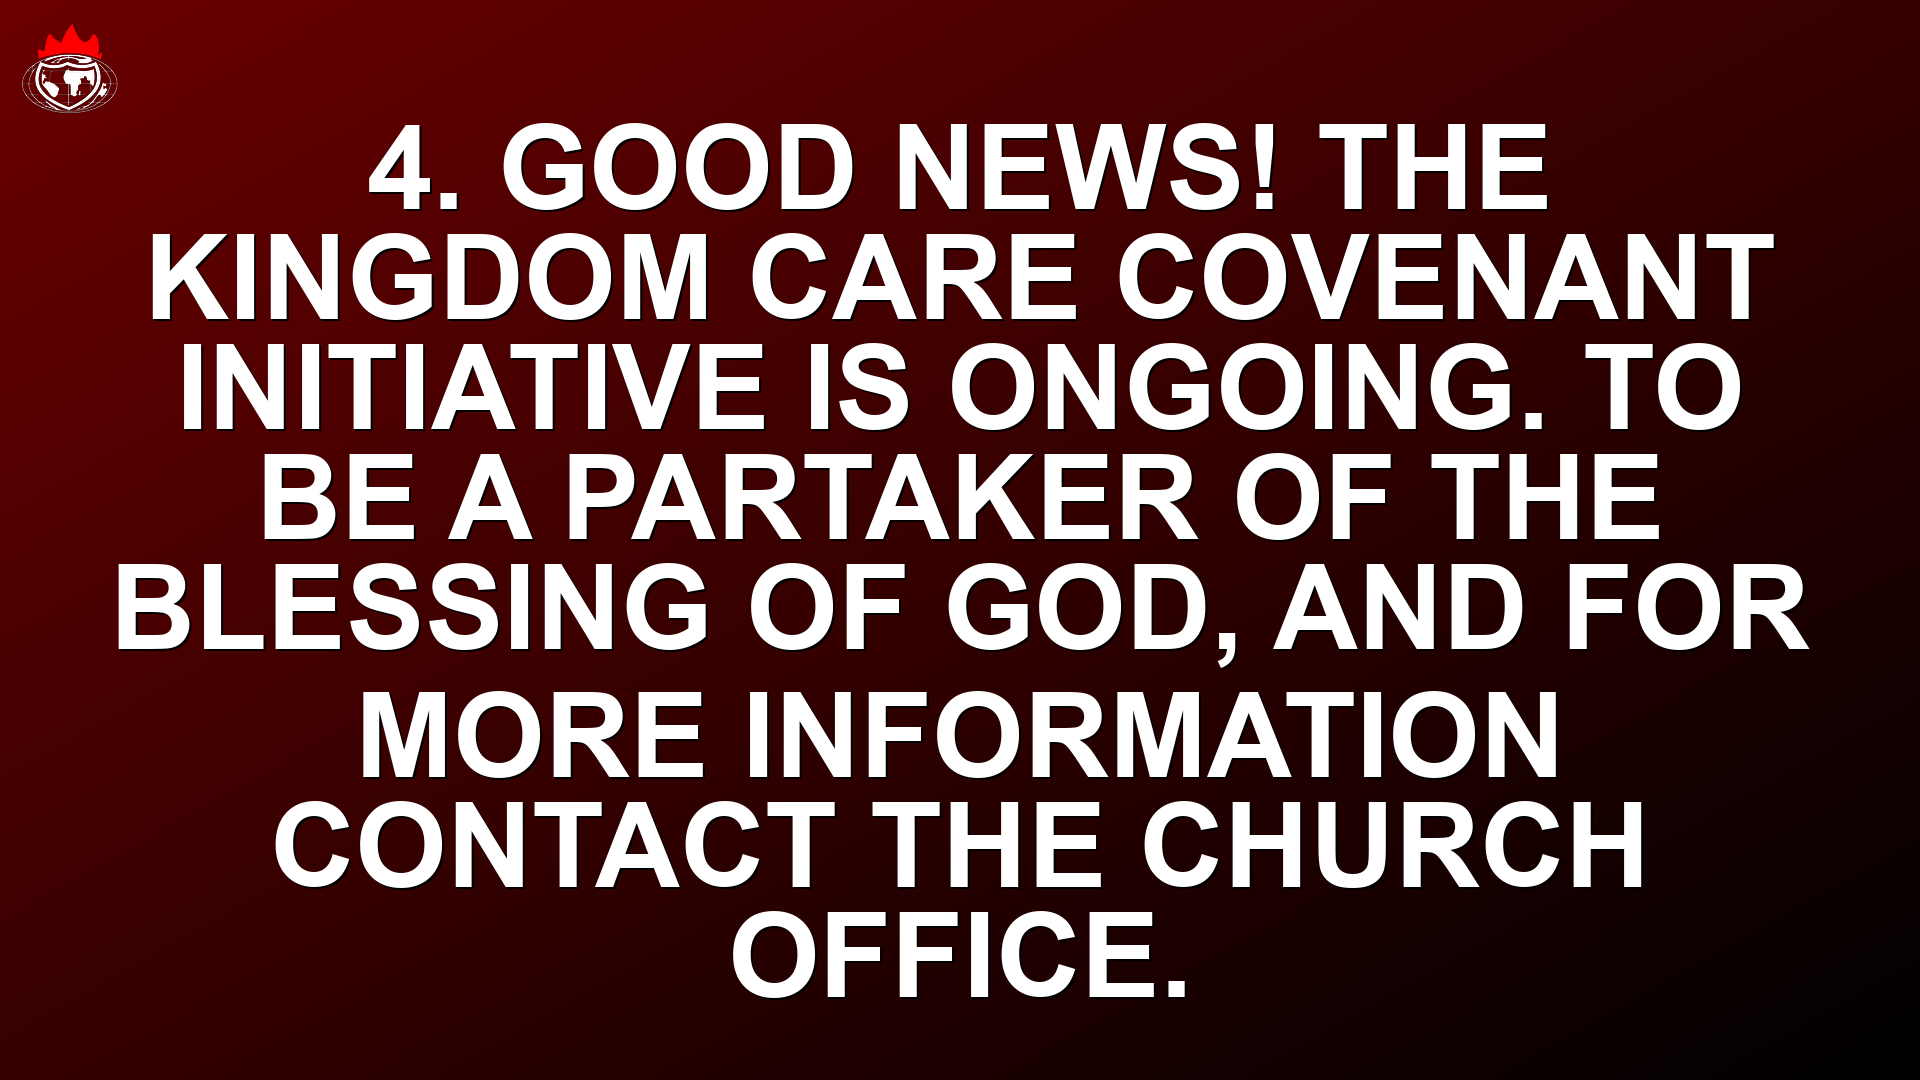 4. GOOD NEWS! THE
KINGDOM CARE COVENANT
INITIATIVE IS ONGOING. TO
BE A PARTAKER OF THE
BLESSING OF GOD, AND FOR
MORE INFORMATION
CONTACT THE CHURCH
OFFICE.